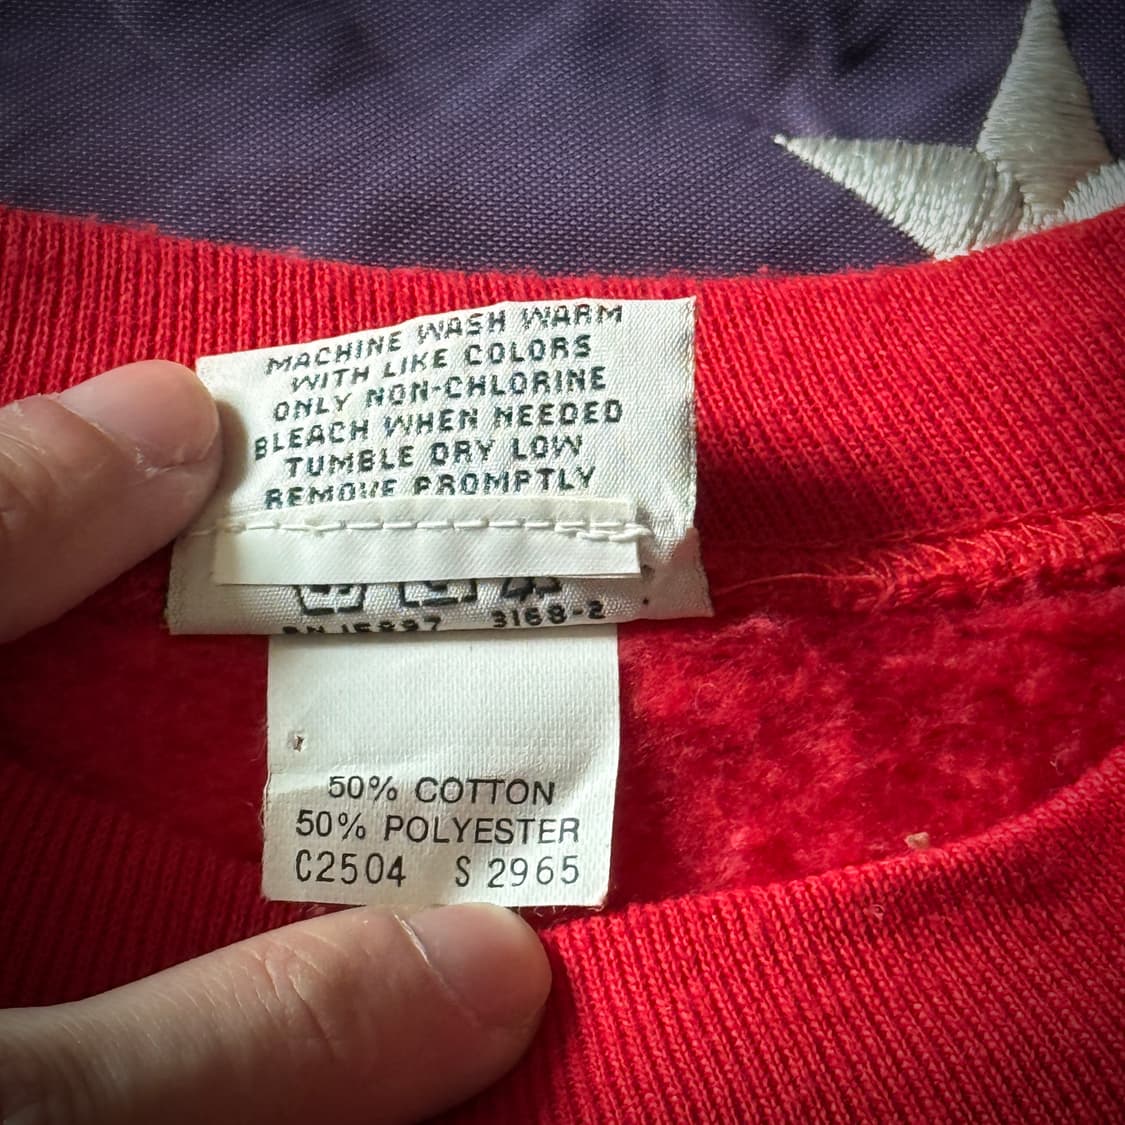 MACHINE WASH WARM
WITH LIKE COLORS
ONLY NON-CHLORINE
BLEACH WHEN NEEDED
TUMBLE DRY LOW
REMOVE PROMPTLY
3168-2
50% COTTON
50% POLYESTER
C2504 S 2965